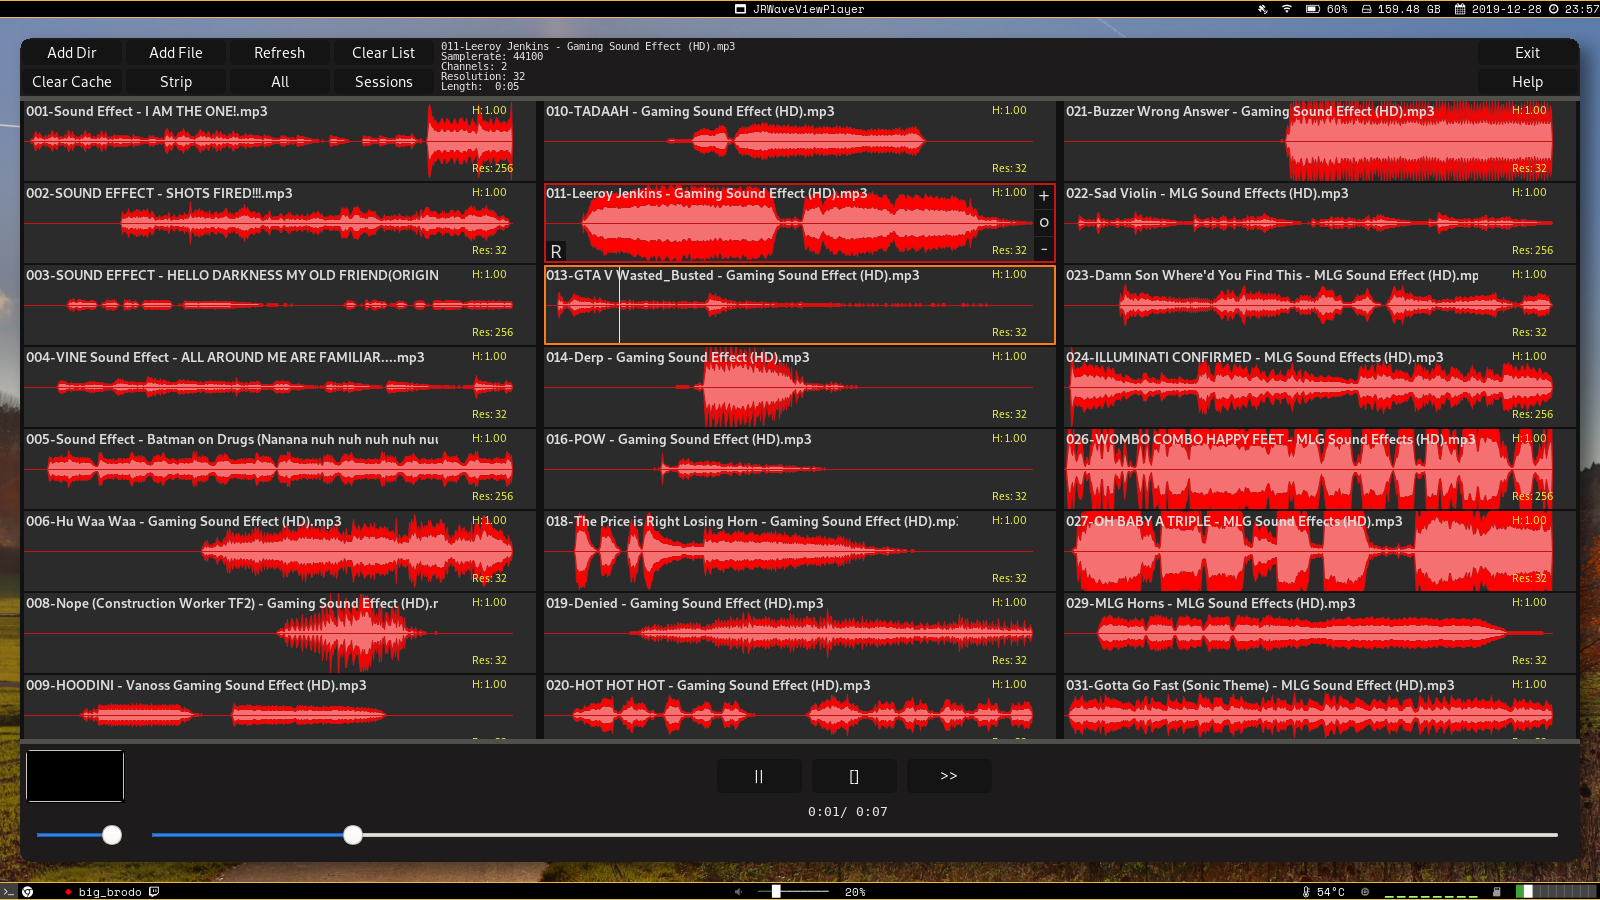 JRWaveViewPlayer
60% 159.48 GB 2019-12-28 23:57
Add Dir Add File Refresh Clear List
Clear Cache Strip All Sessions
011-Leeroy Jenkins - Gaming Sound Effect (HD).mp3
Samplerate: 44100
Channels: 2
Resolution: 32
Length: 0:05
Exit
Help
001-Sound Effect - I AM THE ONE!.mp3 H:1.00
Res:256
002-SOUND EFFECT - SHOTS FIRED!!!.mp3 H:1.00
Res:32
003-SOUND EFFECT - HELLO DARKNESS MY OLD FRIEND(ORIGIN H:1.00
Res:256
004-VINE Sound Effect - ALL AROUND ME ARE FAMILIAR....mp3 H:1.00
Res:32
005-Sound Effect - Batman on Drugs (Nanana nuh nuh nuh nuh nuu H:1.00
Res:256
006-Hu Waa Waa - Gaming Sound Effect (HD).mp3 H:1.00
Res:32
008-Nope (Construction Worker TF2) - Gaming Sound Effect (HD).r H:1.00
Res:32
009-HOODINI - Vanoss Gaming Sound Effect (HD).mp3 H:1.00
010-TADAAH - Gaming Sound Effect (HD).mp3 H:1.00
Res:32
011-Leeroy Jenkins - Gaming Sound Effect (HD).mp3 H:1.00 +
O
R Res:32 -
013-GTA V Wasted_Busted - Gaming Sound Effect (HD).mp3 H:1.00
Res:32
014-Derp - Gaming Sound Effect (HD).mp3 H:1.00
Res:32
016-POW - Gaming Sound Effect (HD).mp3 H:1.00
Res:32
018-The Price is Right Losing Horn - Gaming Sound Effect (HD).mp: H:1.00
Res:32
019-Denied - Gaming Sound Effect (HD).mp3 H:1.00
Res:32
020-HOT HOT HOT - Gaming Sound Effect (HD).mp3 H:1.00
021-Buzzer Wrong Answer - Gaming Sound Effect (HD).mp3 H:1.00
Res:32
022-Sad Violin - MLG Sound Effects (HD).mp3 H:1.00
Res:256
023-Damn Son Where'd You Find This - MLG Sound Effect (HD).mp H:1.00
Res:32
024-ILLUMINATI CONFIRMED - MLG Sound Effects (HD).mp3 H:1.00
Res:256
026-WOMBO COMBO HAPPY FEET - MLG Sound Effects (HD).mp3 H:1.00
Res:256
027-OH BABY A TRIPLE - MLG Sound Effects (HD).mp3 H:1.00
Res:32
029-MLG Horns - MLG Sound Effects (HD).mp3 H:1.00
Res:32
031-Gotta Go Fast (Sonic Theme) - MLG Sound Effect (HD).mp3 H:1.00
|| [] >>
0:01/ 0:07
big_brodo 20% 54°C